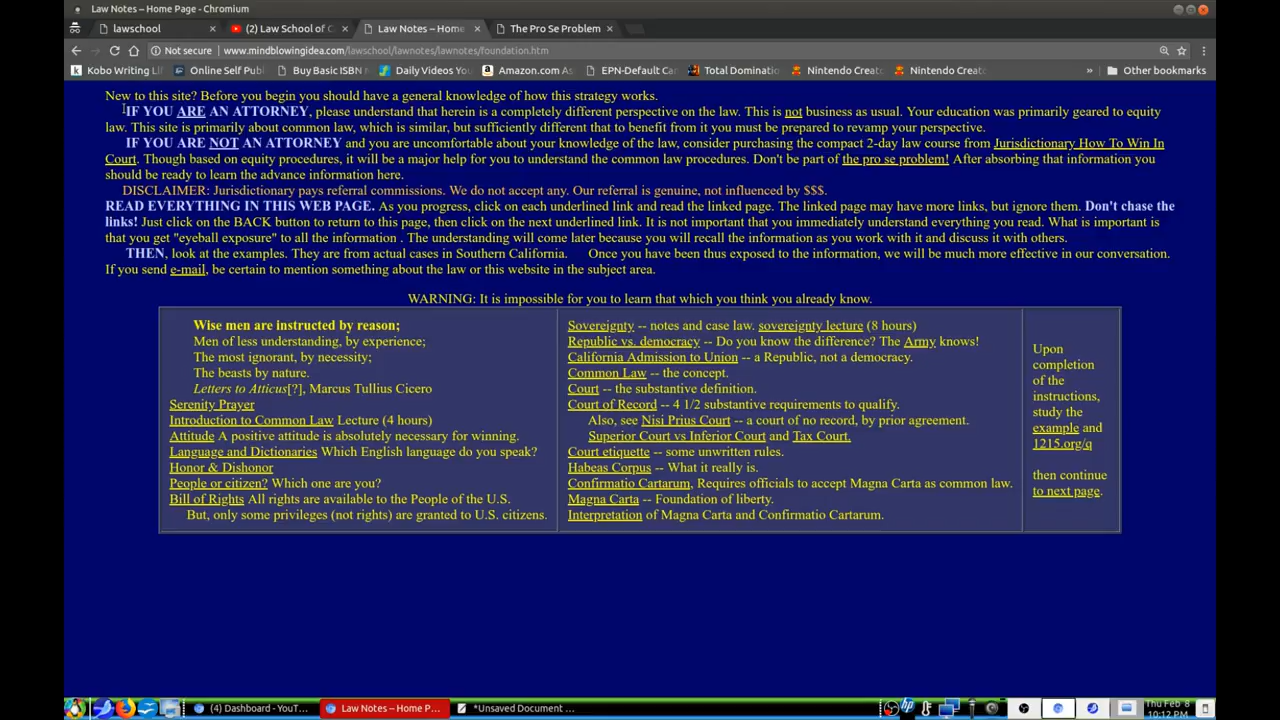 Law Notes – Home Page - Chromium
lawschool
(2) Law School of C
Law Notes – Home
The Pro Se Problem
Not secure
www.mindblowingidea.com/lawschool/lawnotes/lawnotes/foundation.htm
Kobo Writing Li
Online Self Publ
Buy Basic ISBN
Daily Videos You
Amazon.com As
EPN-Default Car
Total Dominatio
Nintendo Creato
Nintendo Creato
»
Other bookmarks
New to this site? Before you begin you should have a general knowledge of how this strategy works.
IF YOU ARE AN ATTORNEY, please understand that herein is a completely different perspective on the law. This is not business as usual. Your education was primarily geared to equity
law. This site is primarily about common law, which is similar, but sufficiently different that to benefit from it you must be prepared to revamp your perspective.
IF YOU ARE NOT AN ATTORNEY and you are uncomfortable about your knowledge of the law, consider purchasing the compact 2-day law course from Jurisdictionary How To Win In
Court. Though based on equity procedures, it will be a major help for you to understand the common law procedures. Don't be part of the pro se problem! After absorbing that information you
should be ready to learn the advance information here.
DISCLAIMER: Jurisdictionary pays referral commissions. We do not accept any. Our referral is genuine, not influenced by $$$.
READ EVERYTHING IN THIS WEB PAGE. As you progress, click on each underlined link and read the linked page. The linked page may have more links, but ignore them. Don't chase the
links! Just click on the BACK button to return to this page, then click on the next underlined link. It is not important that you immediately understand everything you read. What is important is
that you get "eyeball exposure" to all the information . The understanding will come later because you will recall the information as you work with it and discuss it with others.
THEN, look at the examples. They are from actual cases in Southern California. Once you have been thus exposed to the information, we will be much more effective in our conversation.
If you send e-mail, be certain to mention something about the law or this website in the subject area.
WARNING: It is impossible for you to learn that which you think you already know.
Wise men are instructed by reason;
Men of less understanding, by experience;
The most ignorant, by necessity;
The beasts by nature.
Letters to Atticus[?], Marcus Tullius Cicero
Serenity Prayer
Introduction to Common Law Lecture (4 hours)
Attitude A positive attitude is absolutely necessary for winning.
Language and Dictionaries Which English language do you speak?
Honor & Dishonor
People or citizen? Which one are you?
Bill of Rights All rights are available to the People of the U.S.
But, only some privileges (not rights) are granted to U.S. citizens.
Sovereignty -- notes and case law. sovereignty lecture (8 hours)
Republic vs. democracy -- Do you know the difference? The Army knows!
California Admission to Union -- a Republic, not a democracy.
Common Law -- the concept.
Court -- the substantive definition.
Court of Record -- 4 1/2 substantive requirements to qualify.
Also, see Nisi Prius Court -- a court of no record, by prior agreement.
Superior Court vs Inferior Court and Tax Court.
Court etiquette -- some unwritten rules.
Habeas Corpus -- What it really is.
Confirmatio Cartarum, Requires officials to accept Magna Carta as common law.
Magna Carta -- Foundation of liberty.
Interpretation of Magna Carta and Confirmatio Cartarum.
Upon
completion
of the
instructions,
study the
example and
1215.org/q
then continue
to next page.
(4) Dashboard - YouT...
Law Notes – Home P...
*Unsaved Document ...
Thu Feb 8
10:12 PM